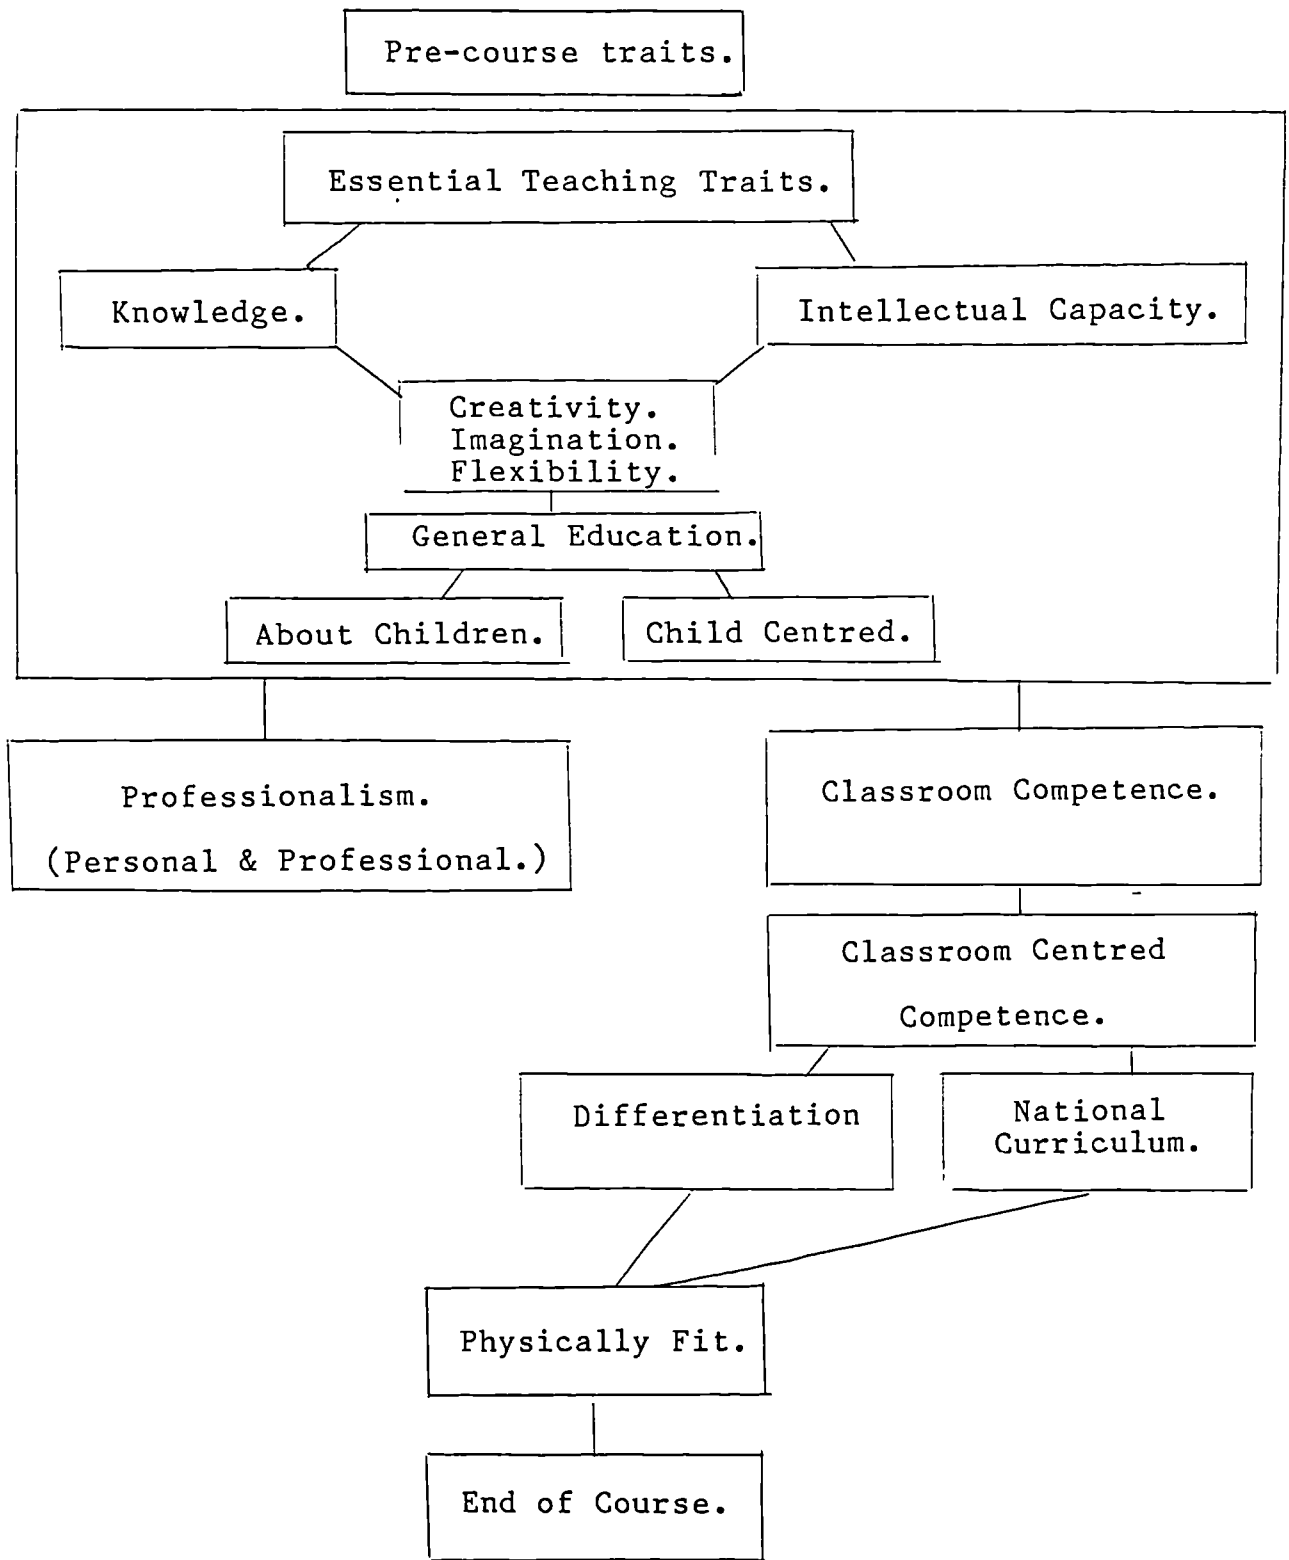 Pre-course traits.
Essential Teaching Traits.
Knowledge.
Intellectual Capacity.
Creativity.
Imagination.
Flexibility.
General Education.
About Children.
Child Centred.
Professionalism.
(Personal & Professional.)
Classroom Competence.
Classroom Centred
Competence.
Differentiation
National
Curriculum.
Physically Fit.
End of Course.